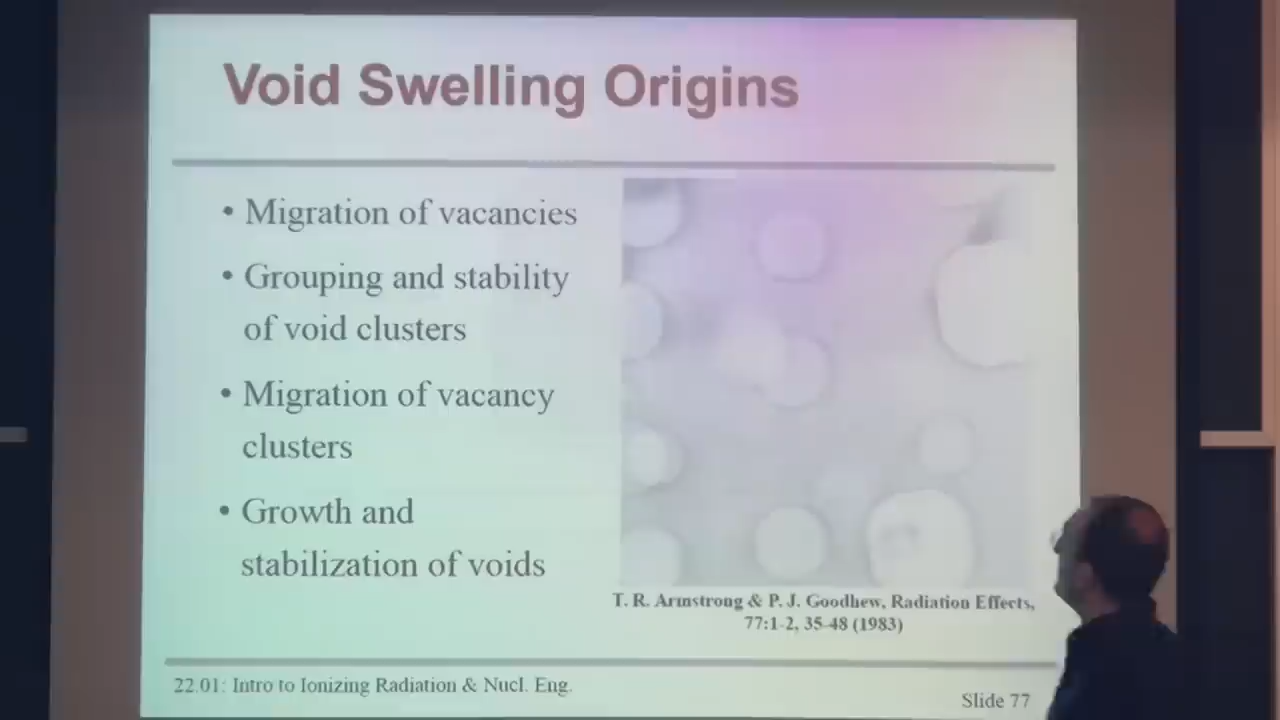 Void Swelling Origins
• Migration of vacancies
• Grouping and stability
of void clusters
• Migration of vacancy
clusters
• Growth and
stabilization of voids
T. R. Armstrong & P. J. Goodhew, Radiation Effects,
77:1-2, 35-48 (1983)
22.01: Intro to Ionizing Radiation & Nucl. Eng.
Slide 77